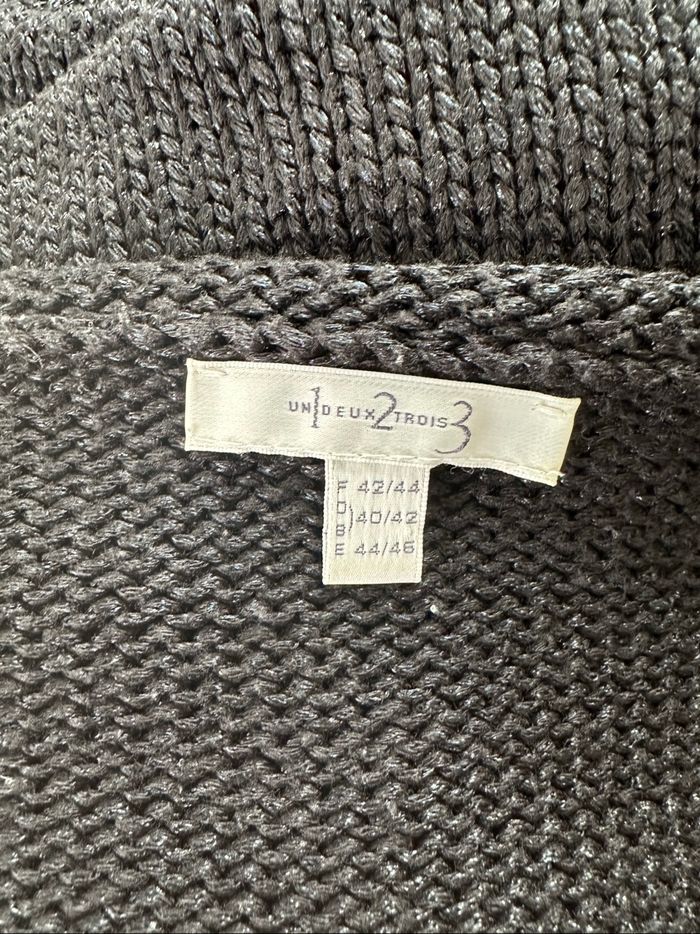 UN1DEUX2TROIS3
F 42/44
D
B )40/42
E 44/46